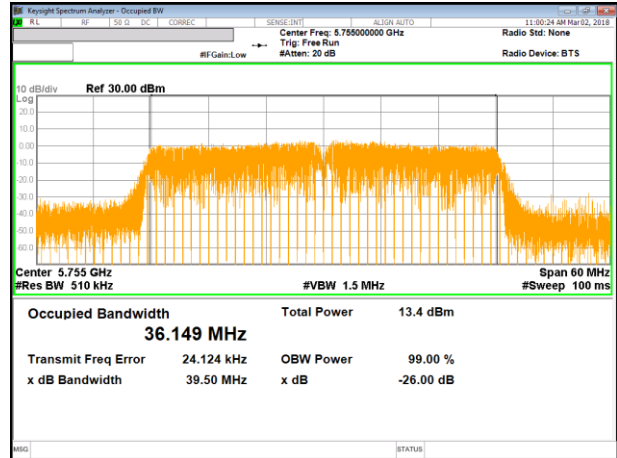 Keysight Spectrum Analyzer - Occupied BW
RL RF 50 Ω DC CORREC SENSE:INT ALIGN AUTO 11:00:24 AM Mar 02, 2018
Center Freq: 5.755000000 GHz Radio Std: None
Trig: Free Run
#IFGain:Low #Atten: 20 dB Radio Device: BTS
10 dB/div Ref 30.00 dBm
Log
20.0
10.0
0.00
-10.0
-20.0
-30.0
-40.0
-50.0
-60.0
Center 5.755 GHz Span 60 MHz
#Res BW 510 kHz #VBW 1.5 MHz #Sweep 100 ms
Occupied Bandwidth Total Power 13.4 dBm
36.149 MHz
Transmit Freq Error 24.124 kHz OBW Power 99.00 %
x dB Bandwidth 39.50 MHz x dB -26.00 dB
MSG STATUS